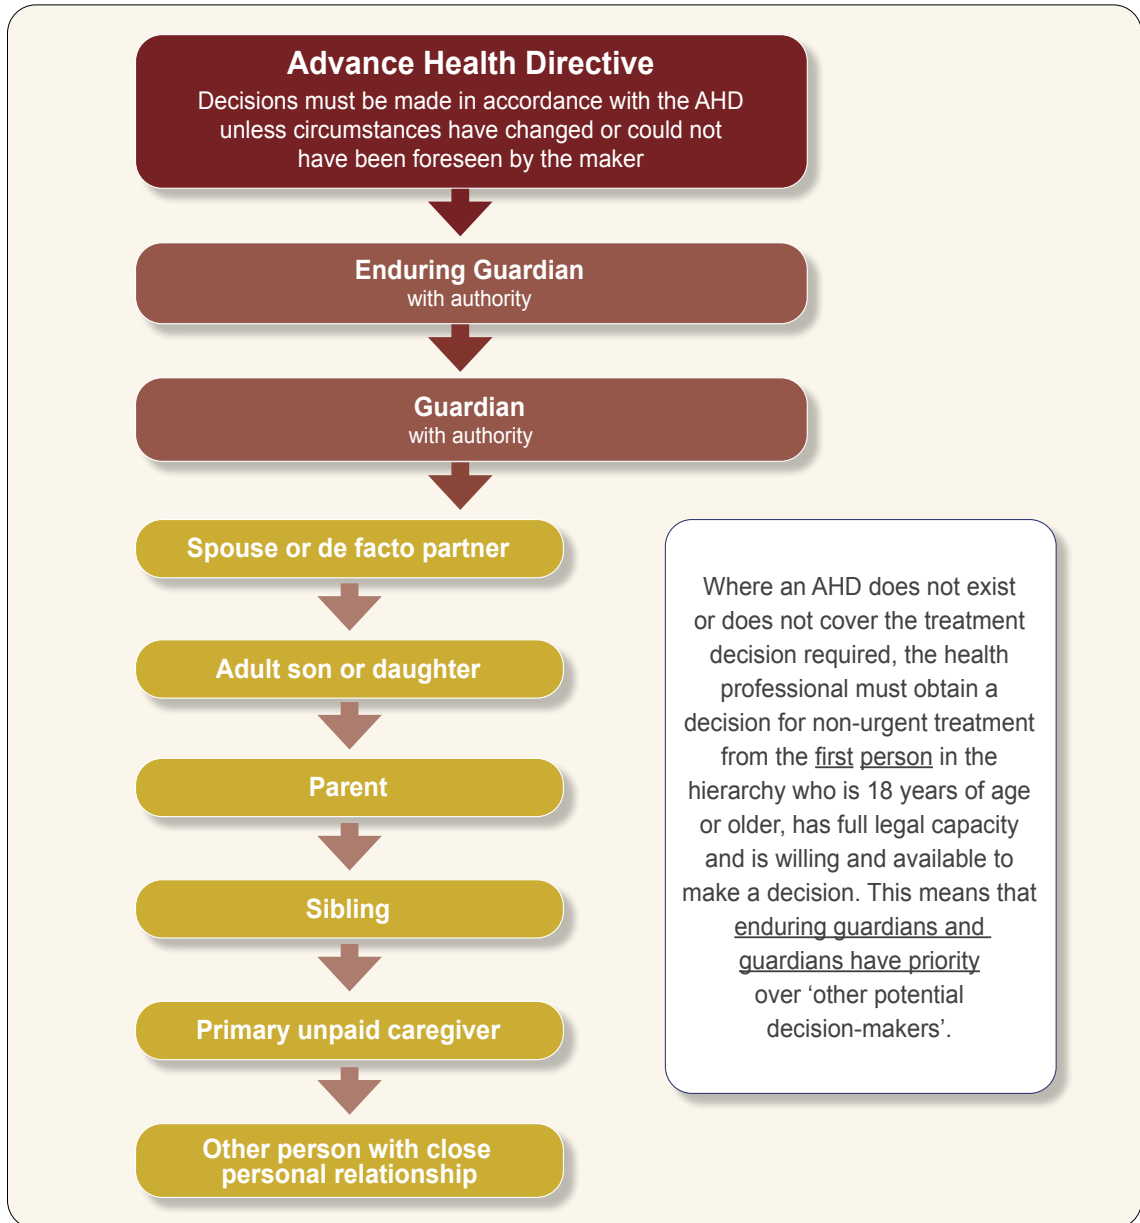 Advance Health Directive
Decisions must be made in accordance with the AHD
unless circumstances have changed or could not
have been foreseen by the maker
Enduring Guardian
with authority
Guardian
with authority
Spouse or de facto partner
Adult son or daughter
Parent
Sibling
Primary unpaid caregiver
Other person with close
personal relationship
Where an AHD does not exist
or does not cover the treatment
decision required, the health
professional must obtain a
decision for non-urgent treatment
from the first person in the
hierarchy who is 18 years of age
or older, has full legal capacity
and is willing and available to
make a decision. This means that
enduring guardians and
guardians have priority
over ‘other potential
decision-makers’.